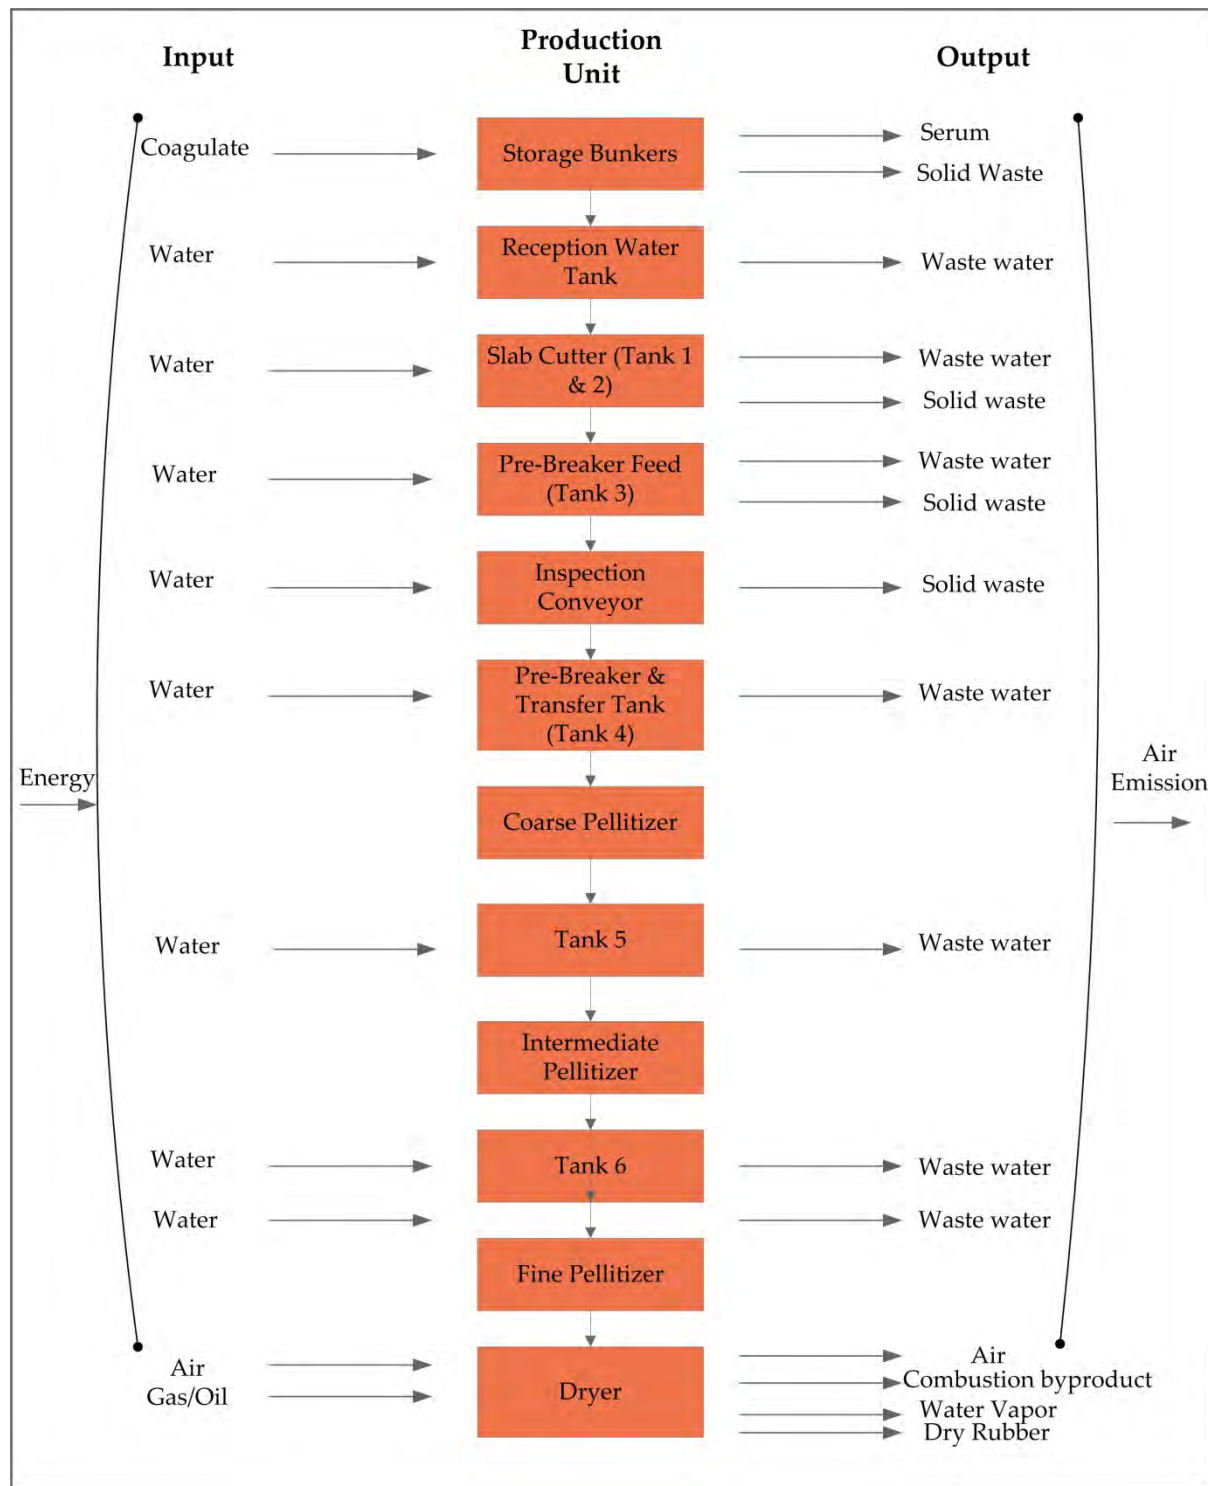 Input
Production
Unit
Output
Coagulate
Storage Bunkers
Serum
Solid Waste
Water
Reception Water
Tank
Waste water
Water
Slab Cutter (Tank 1
& 2)
Waste water
Solid waste
Water
Pre-Breaker Feed
(Tank 3)
Waste water
Solid waste
Water
Inspection
Conveyor
Solid waste
Water
Pre-Breaker &
Transfer Tank
(Tank 4)
Waste water
Energy
Air
Emission
Coarse Pellitizer
Water
Tank 5
Waste water
Intermediate
Pellitizer
Water
Tank 6
Waste water
Water
Waste water
Fine Pellitizer
Air
Gas/Oil
Dryer
Air
Combustion byproduct
Water Vapor
Dry Rubber